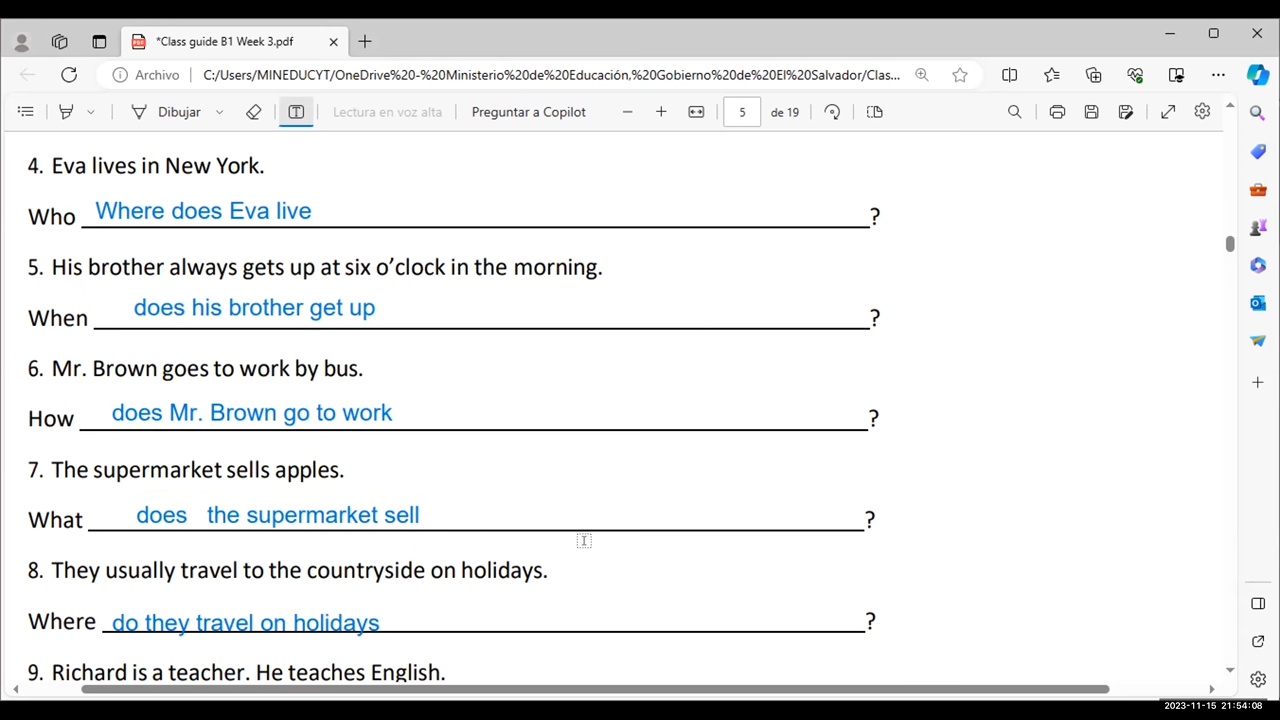 *Class guide B1 Week 3.pdf
Archivo C:/Users/MINEDUCYT/OneDrive%20-%20Ministerio%20de%20Educación,%20Gobierno%20de%20El%20Salvador/Clas...
Dibujar Lectura en voz alta Preguntar a Copilot 5 de 19
4. Eva lives in New York.
Who Where does Eva live ?
5. His brother always gets up at six o’clock in the morning.
When does his brother get up ?
6. Mr. Brown goes to work by bus.
How does Mr. Brown go to work ?
7. The supermarket sells apples.
What does the supermarket sell ?
8. They usually travel to the countryside on holidays.
Where do they travel on holidays ?
9. Richard is a teacher. He teaches English.
2023-11-15 21:54:08